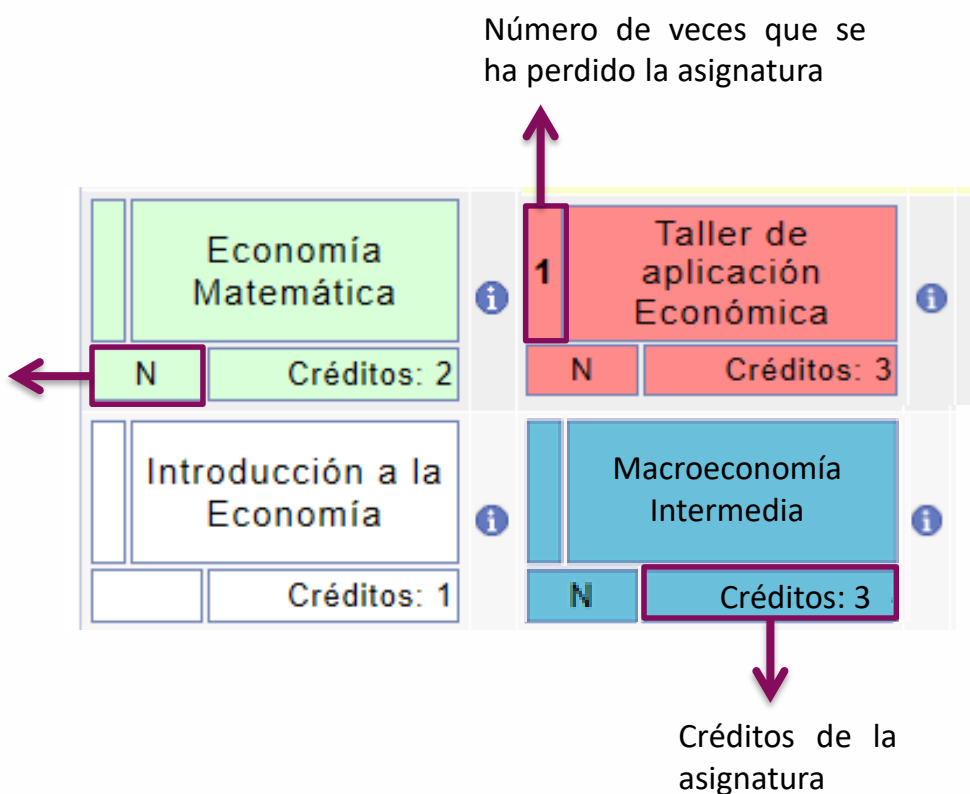 Número de veces que se
ha perdido la asignatura
Economía
Matemática
N
Créditos: 2
1
Taller de
aplicación
Económica
N
Créditos: 3
Introducción a la
Economía
Créditos: 1
Macroeconomía
Intermedia
N
Créditos: 3
Créditos de la
asignatura